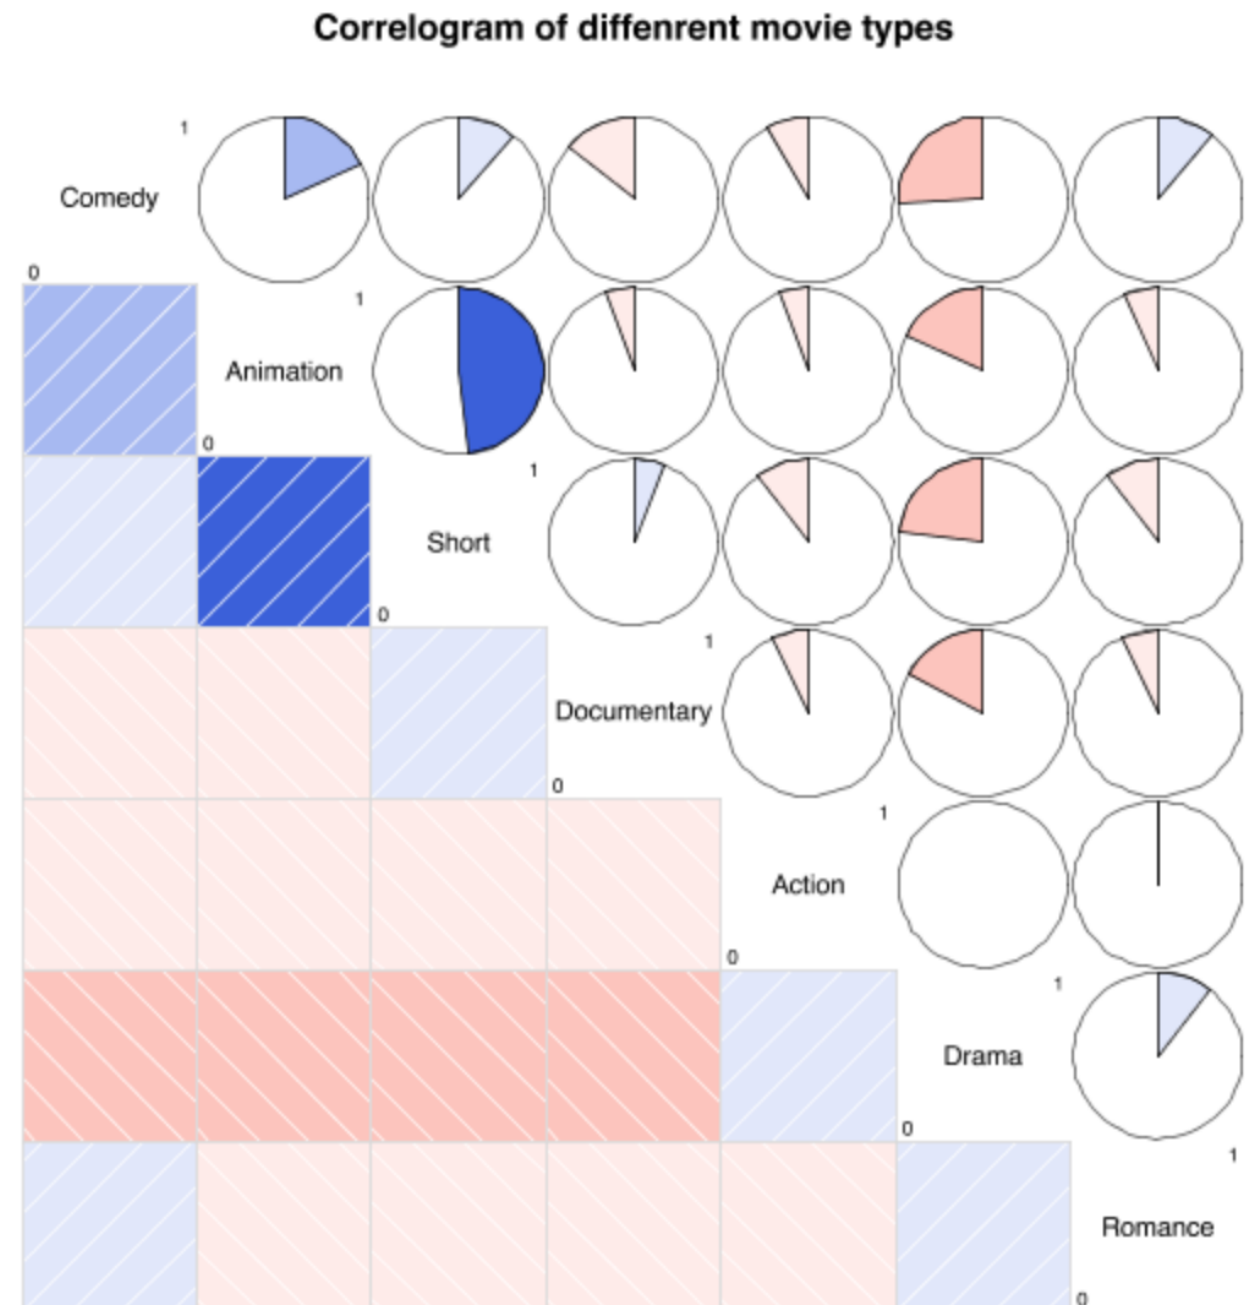 Correlogram of diffenrent movie types
1
Comedy
0
1
Animation
0
1
Short
0
1
Documentary
0
1
Action
0
1
Drama
0
1
Romance
0